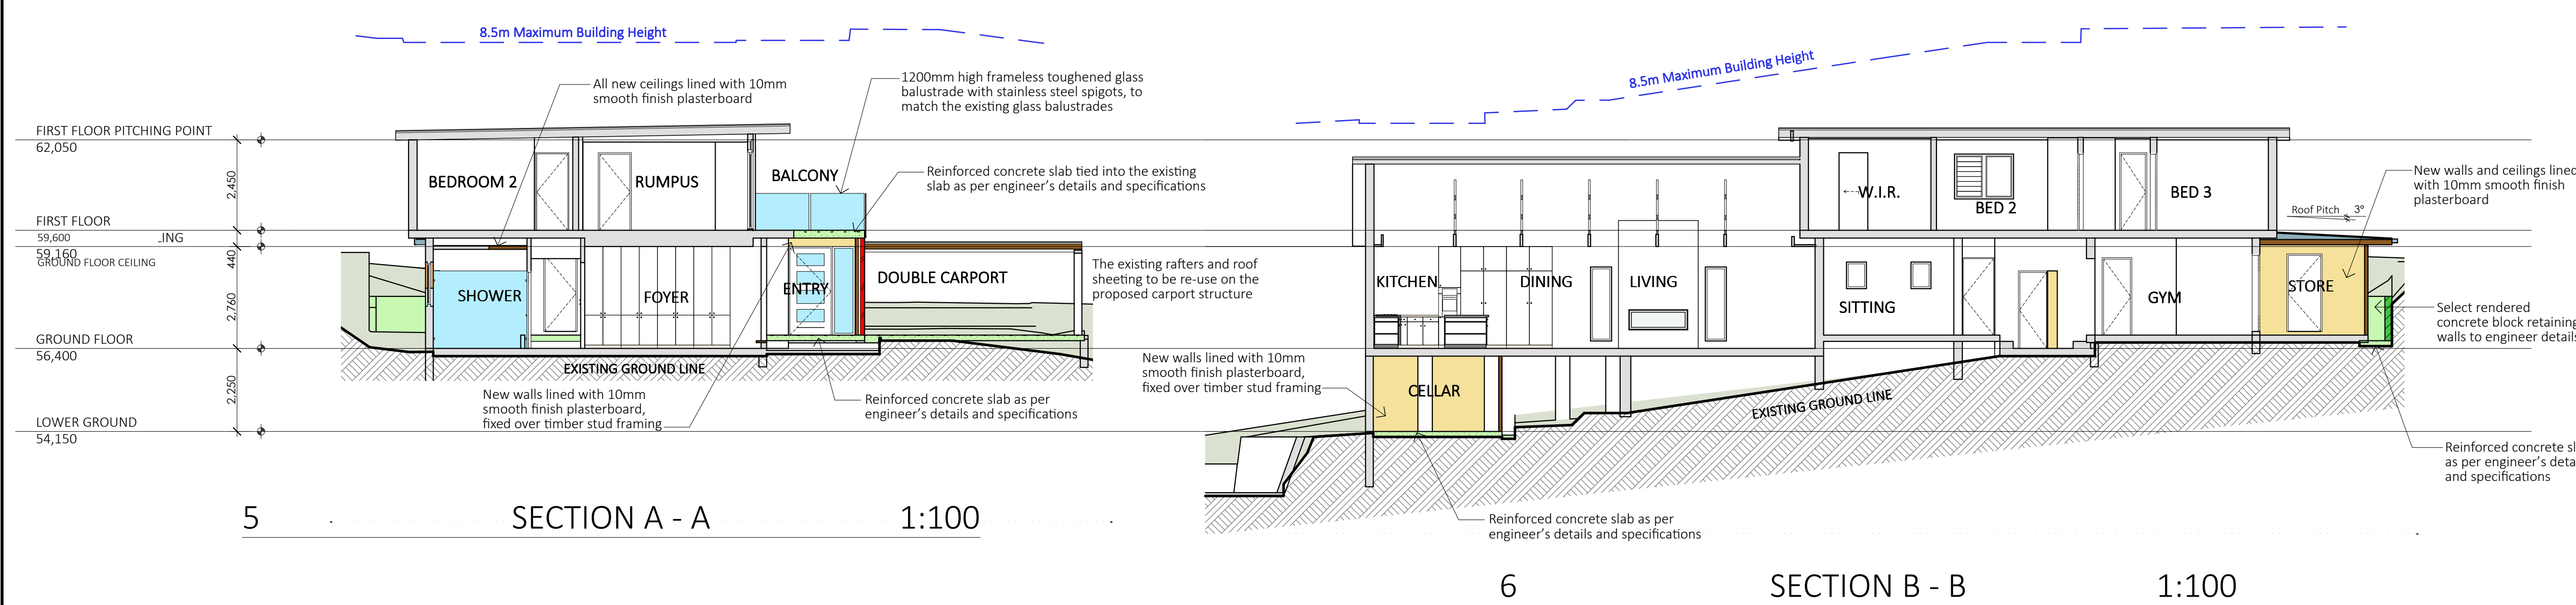 8.5m Maximum Building Height
All new ceilings lined with 10mm
smooth finish plasterboard
1200mm high frameless toughened glass
balustrade with stainless steel spigots, to
match the existing glass balustrades
FIRST FLOOR PITCHING POINT
62,050
2,450
BEDROOM 2
RUMPUS
BALCONY
Reinforced concrete slab tied into the existing
slab as per engineer's details and specifications
FIRST FLOOR
59,600
.ING
59,160
GROUND FLOOR CEILING
440
2,760
SHOWER
FOYER
ENTRY
DOUBLE CARPORT
The existing rafters and roof
sheeting to be re-use on the
proposed carport structure
GROUND FLOOR
56,400
2,250
EXISTING GROUND LINE
New walls lined with 10mm
smooth finish plasterboard,
fixed over timber stud framing
Reinforced concrete slab as per
engineer's details and specifications
LOWER GROUND
54,150
5
SECTION A - A
1:100
8.5m Maximum Building Height
W.I.R.
BED 2
BED 3
New walls and ceilings lined
with 10mm smooth finish
plasterboard
Roof Pitch 3°
KITCHEN
DINING
LIVING
SITTING
GYM
STORE
Select rendered
concrete block retaining
walls to engineer details
New walls lined with 10mm
smooth finish plasterboard,
fixed over timber stud framing
CELLAR
EXISTING GROUND LINE
Reinforced concrete sl
as per engineer's deta
and specifications
Reinforced concrete slab as per
engineer's details and specifications
6
SECTION B - B
1:100